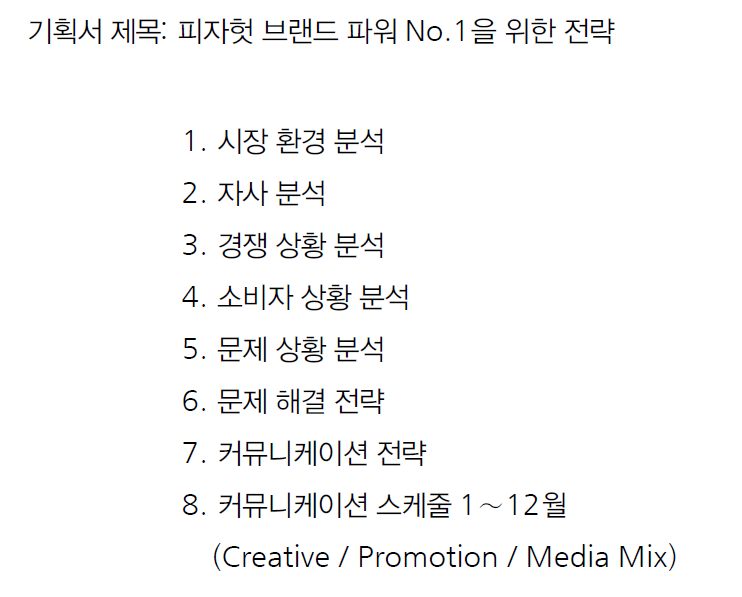 기획서 제목: 피자헛 브랜드 파워 No.1을 위한 전략
1. 시장 환경 분석
2. 자사 분석
3. 경쟁 상황 분석
4. 소비자 상황 분석
5. 문제 상황 분석
6. 문제 해결 전략
7. 커뮤니케이션 전략
8. 커뮤니케이션 스케줄 1～12월
(Creative / Promotion / Media Mix)